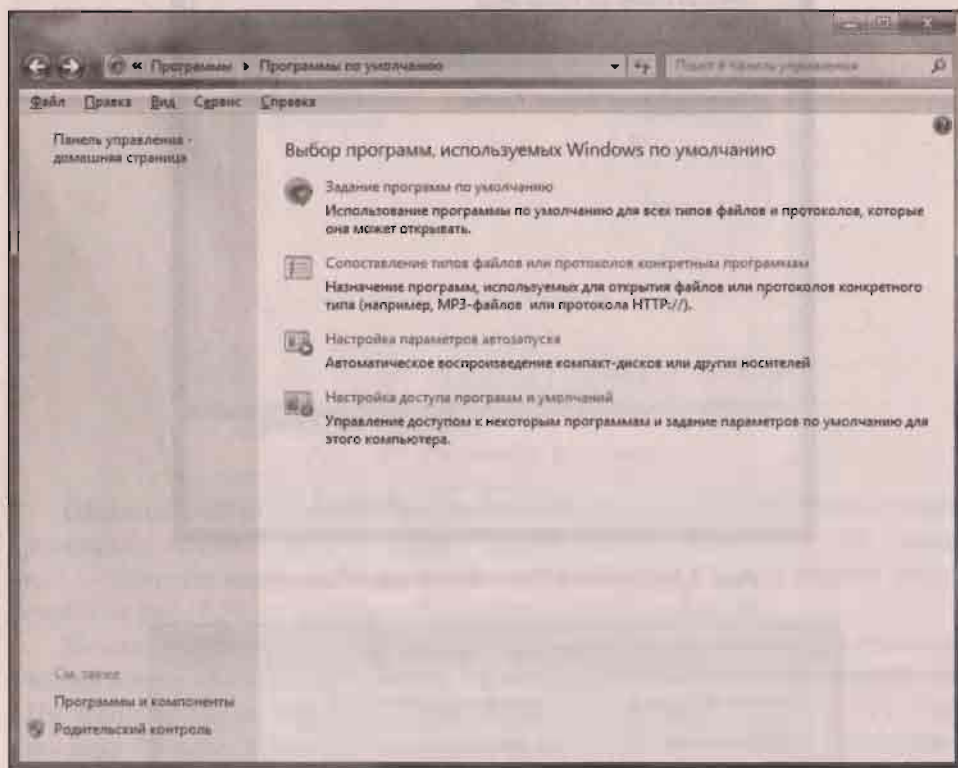 « Программы ▸ Программы по умолчанию
Поиск в панель управления
Файл Правка Вид Сервис Справка
Панель управления -
домашняя страница
Выбор программ, используемых Windows по умолчанию
Задание программ по умолчанию
Использование программы по умолчанию для всех типов файлов и протоколов, которые
она может открывать.
Сопоставление типов файлов или протоколов конкретным программам
Назначение программ, используемых для открытия файлов или протоколов конкретного
типа (например, MP3-файлов или протокола HTTP://).
Настройка параметров автозапуска
Автоматическое воспроизведение компакт-дисков или других носителей
Настройка доступа программ и умолчаний
Управление доступом к некоторым программам и задание параметров по умолчанию для
этого компьютера.
См. также
Программы и компоненты
Родительский контроль